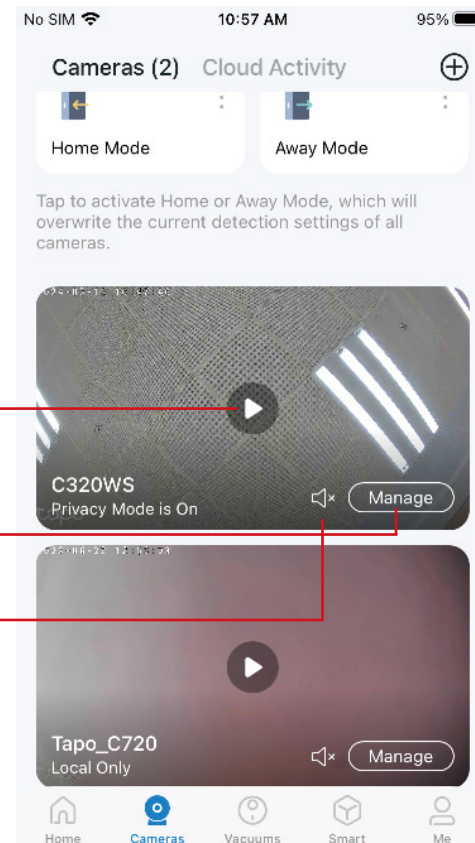 No SIM 10:57 AM 95%
Cameras (2) Cloud Activity
Home Mode Away Mode
Tap to activate Home or Away Mode, which will
overwrite the current detection settings of all
cameras.
C320WS
Privacy Mode is On
Manage
tapo
Tapo_C720
Local Only
Manage
Home Cameras Vacuums Smart Me